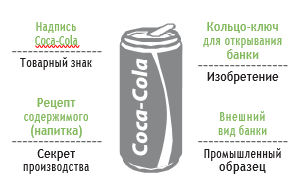 Надпись
Coca-Cola
Товарный знак
Рецепт
содержимого
(напитка)
Секрет
производства
Coca-Cola
Кольцо-ключ
для открывания
банки
Изобретение
Внешний
вид банки
Промышленный
образец